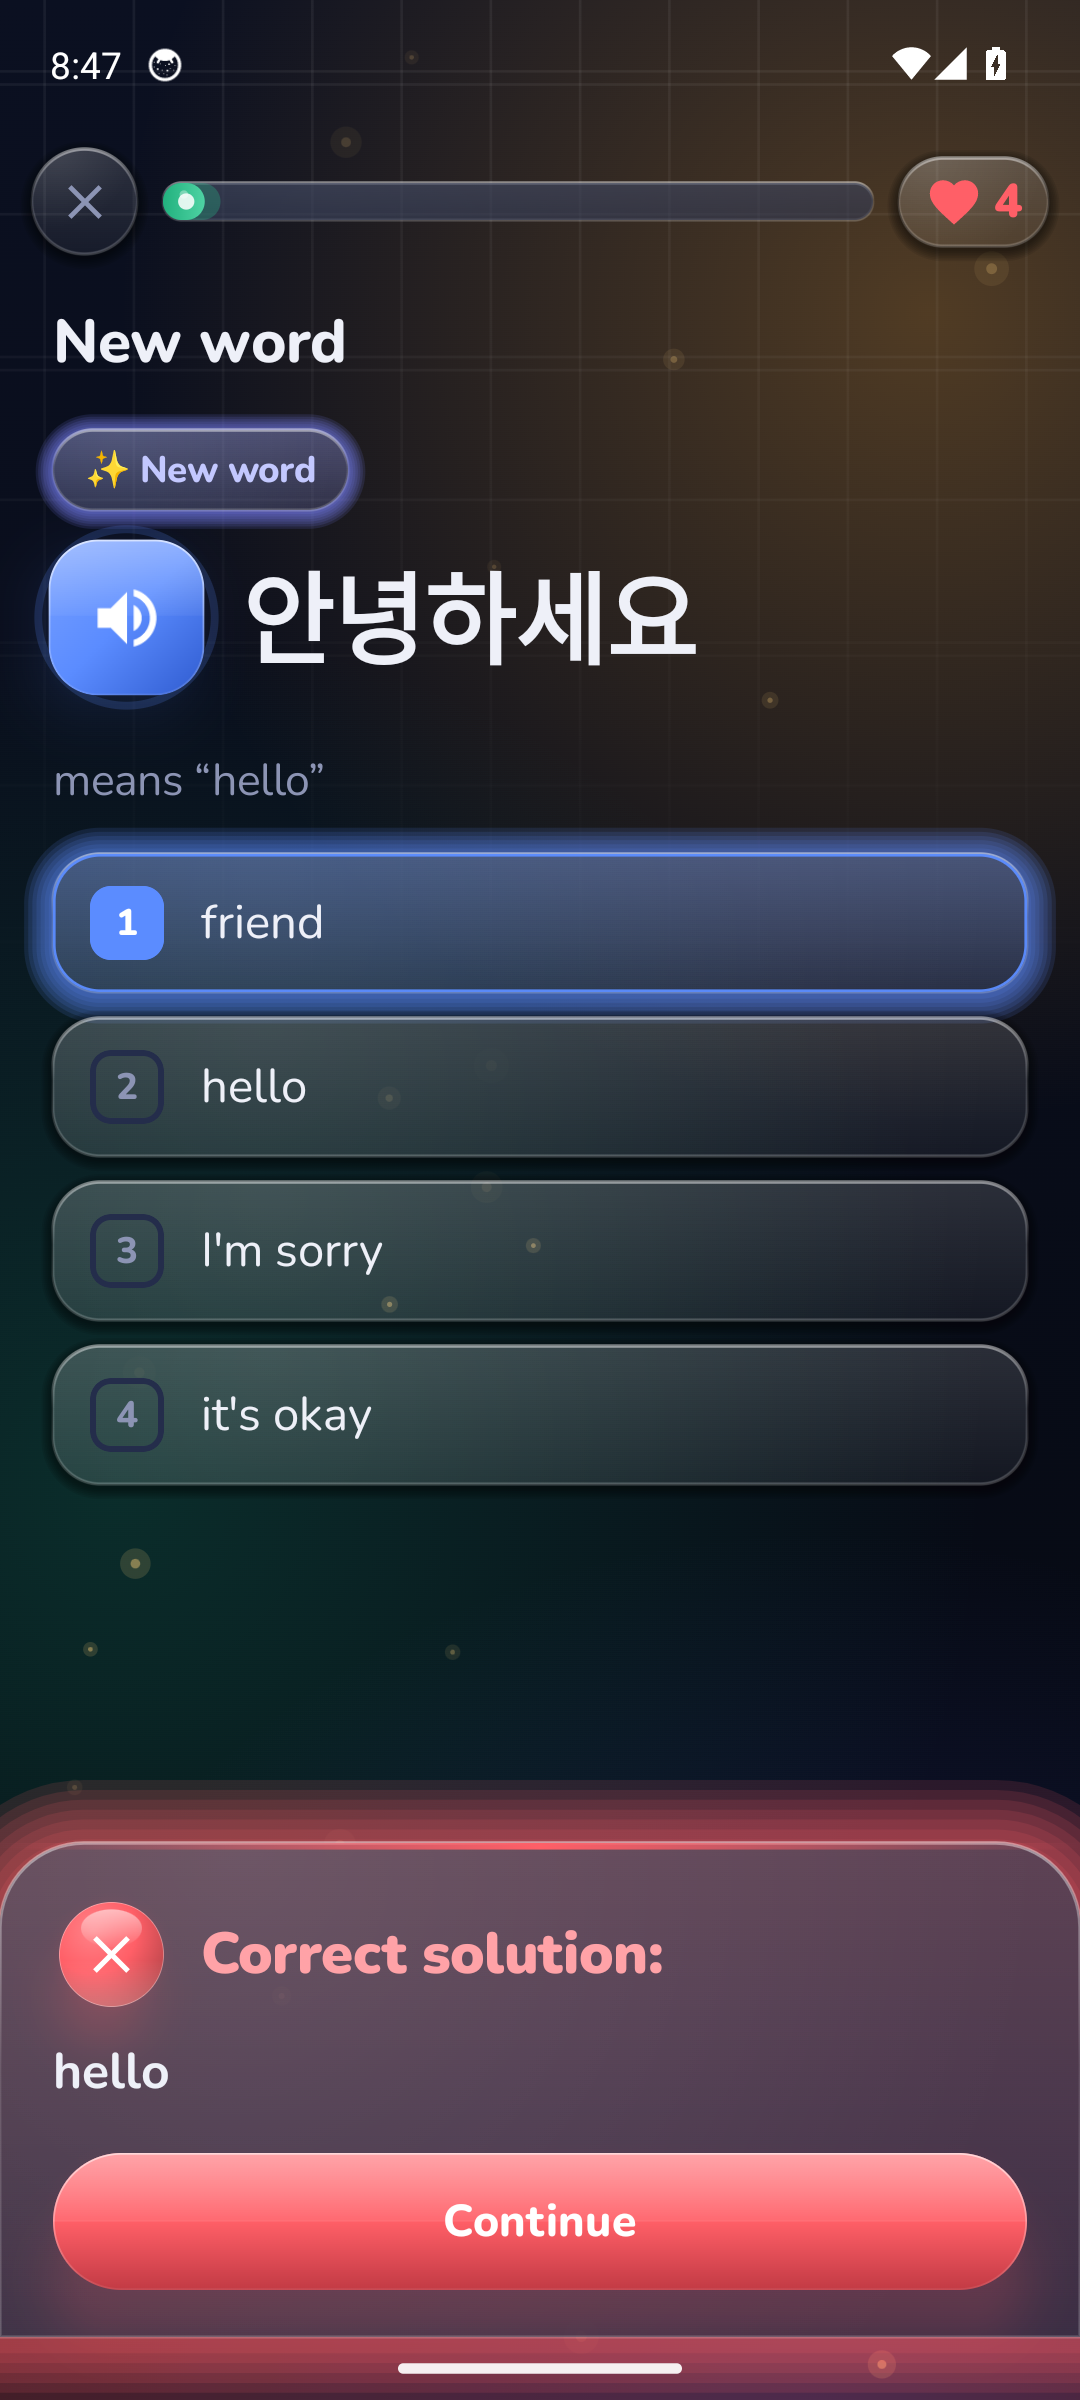 8:47
4
New word
✨ New word
안녕하세요
means “hello”
1 friend
2 hello
3 I'm sorry
4 it's okay
Correct solution:
hello
Continue